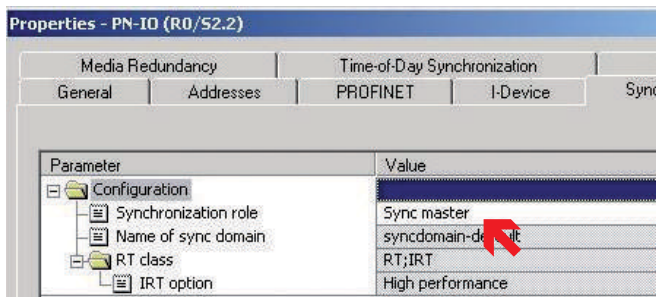 Properties - PN-IO (R0/S2.2)
Media Redundancy Time-of-Day Synchronization
General Addresses PROFINET I-Device
Parameter Value
Configuration
Synchronization role Sync master
Name of sync domain
RT class RT;IRT
IRT option High performance